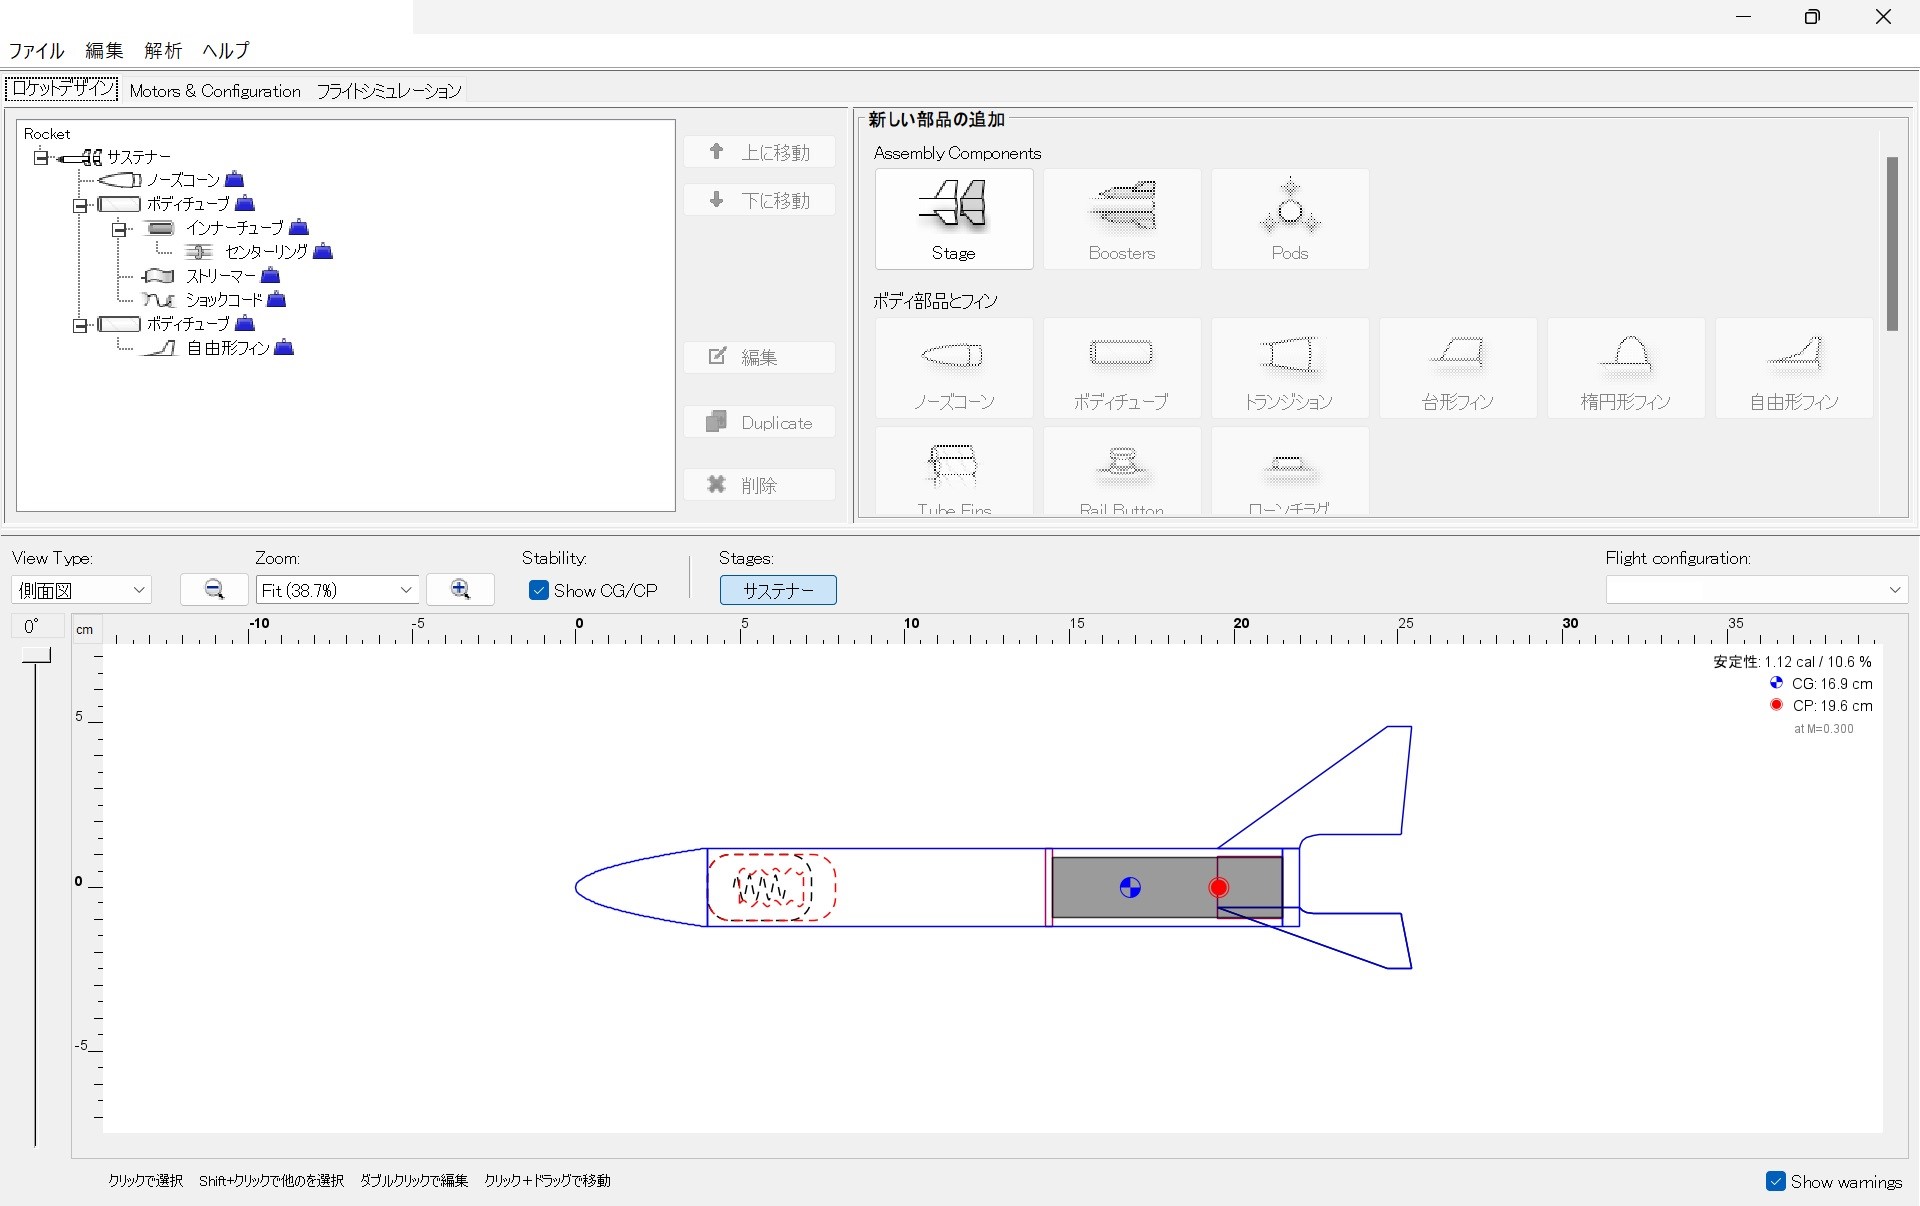 ファイル 編集 解析 ヘルプ
ロケットデザイン Motors & Configuration フライトシミュレーション
Rocket
サステナー
ノーズコーン
ボディチューブ
インナーチューブ
センターリング
ストリーマー
ショックコード
ボディチューブ
自由形フィン
上に移動
下に移動
編集
Duplicate
削除
新しい部品の追加
Assembly Components
Stage Boosters Pods
ボディ部品とフィン
ノーズコーン ボディチューブ トランジション 台形フィン 楕円形フィン 自由形フィン
Tube Fins Rail Button ローンチラグ
View Type: Zoom: Stability: Stages: Flight configuration:
側面図 Fit (38.7%) Show CG/CP サステナー
0°
cm -10 -5 0 5 10 15 20 25 30 35
5
0
-5
安定性: 1.12 cal / 10.6 %
CG: 16.9 cm
CP: 19.6 cm
at M=0.300
クリックで選択 Shift+クリックで他のを選択 ダブルクリックで編集 クリック+ドラッグで移動 Show warnings